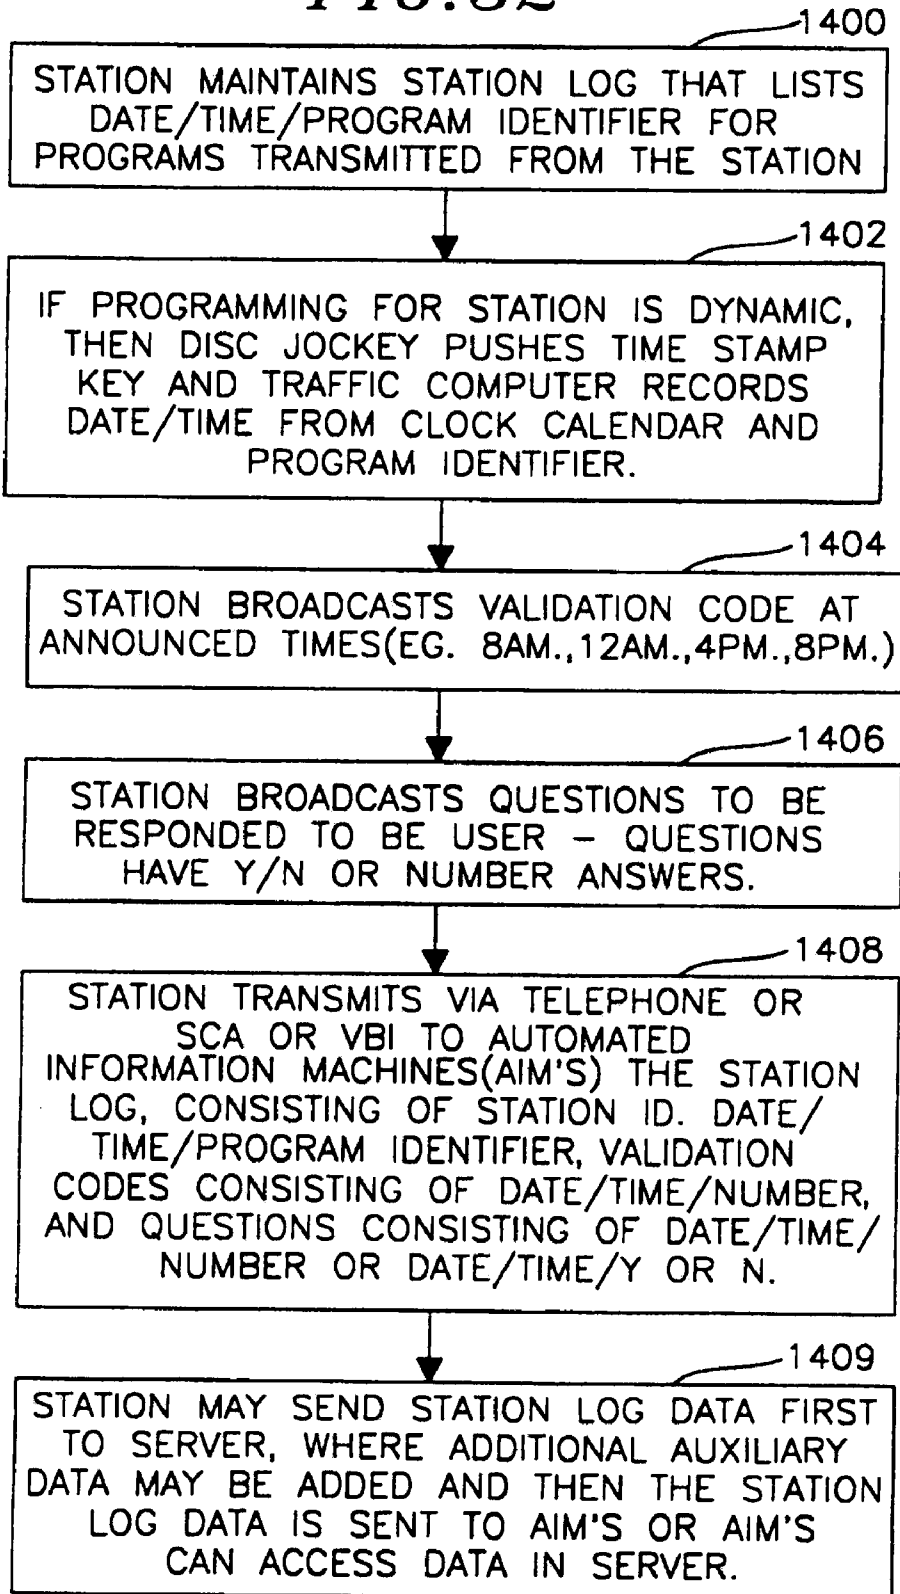 FIG.32
1400
STATION MAINTAINS STATION LOG THAT LISTS
DATE/TIME/PROGRAM IDENTIFIER FOR
PROGRAMS TRANSMITTED FROM THE STATION
1402
IF PROGRAMMING FOR STATION IS DYNAMIC,
THEN DISC JOCKEY PUSHES TIME STAMP
KEY AND TRAFFIC COMPUTER RECORDS
DATE/TIME FROM CLOCK CALENDAR AND
PROGRAM IDENTIFIER.
1404
STATION BROADCASTS VALIDATION CODE AT
ANNOUNCED TIMES(EG. 8AM.,12AM.,4PM.,8PM.)
1406
STATION BROADCASTS QUESTIONS TO BE
RESPONDED TO BE USER – QUESTIONS
HAVE Y/N OR NUMBER ANSWERS.
1408
STATION TRANSMITS VIA TELEPHONE OR
SCA OR VBI TO AUTOMATED
INFORMATION MACHINES(AIM'S) THE STATION
LOG, CONSISTING OF STATION ID. DATE/
TIME/PROGRAM IDENTIFIER, VALIDATION
CODES CONSISTING OF DATE/TIME/NUMBER,
AND QUESTIONS CONSISTING OF DATE/TIME/
NUMBER OR DATE/TIME/Y OR N.
1409
STATION MAY SEND STATION LOG DATA FIRST
TO SERVER, WHERE ADDITIONAL AUXILIARY
DATA MAY BE ADDED AND THEN THE STATION
LOG DATA IS SENT TO AIM'S OR AIM'S
CAN ACCESS DATA IN SERVER.